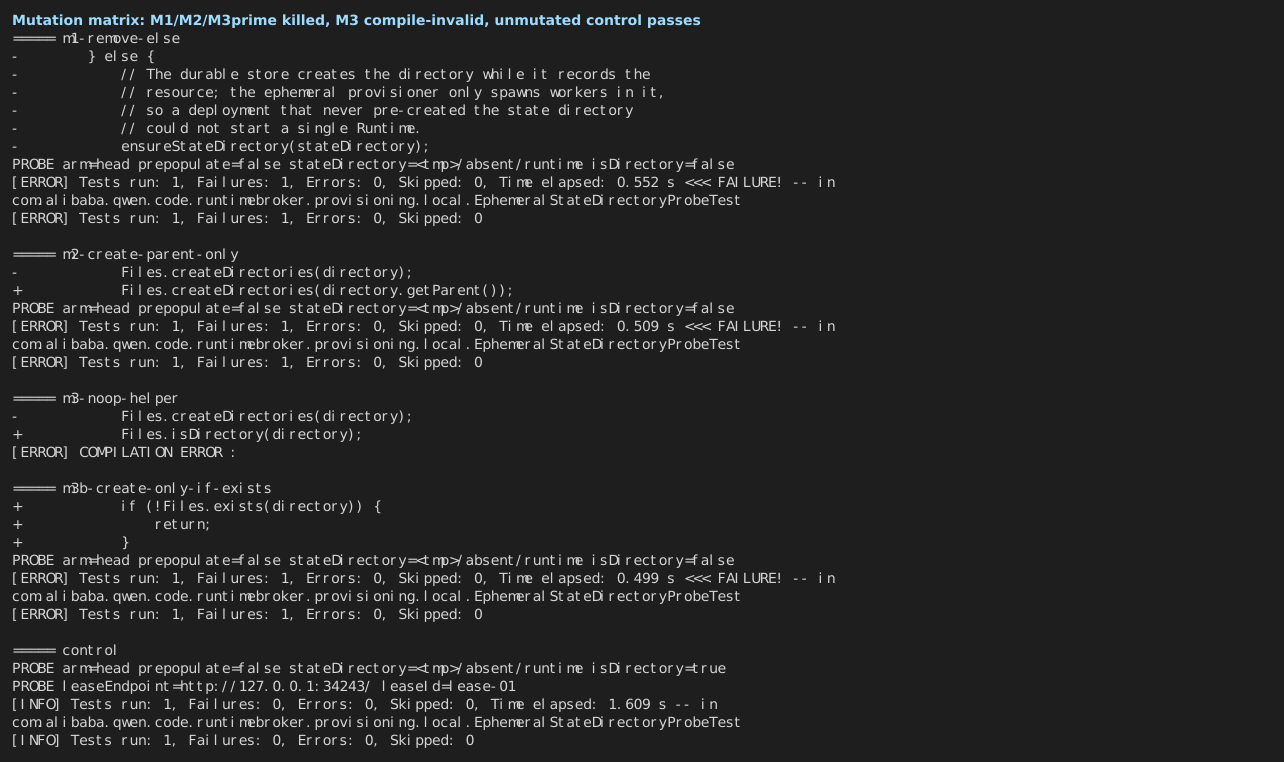 Mutation matrix: M1/M2/M3prime killed, M3 compile-invalid, unmutated control passes
===== m1-remove-else
-        } else {
-            // The durable store creates the directory while it records the
-            // resource; the ephemeral provisioner only spawns workers in it,
-            // so a deployment that never pre-created the state directory
-            // could not start a single Runtime.
-            ensureStateDirectory(stateDirectory);
PROBE arm=head prepopulate=false stateDirectory=<tmp>/absent/runtime isDirectory=false
[ERROR] Tests run: 1, Failures: 1, Errors: 0, Skipped: 0, Time elapsed: 0.552 s <<< FAILURE! -- in
com.alibaba.qwen.code.runtimebroker.provisioning.local.EphemeralStateDirectoryProbeTest
[ERROR] Tests run: 1, Failures: 1, Errors: 0, Skipped: 0
===== m2-create-parent-only
-            Files.createDirectories(directory);
+            Files.createDirectories(directory.getParent());
PROBE arm=head prepopulate=false stateDirectory=<tmp>/absent/runtime isDirectory=false
[ERROR] Tests run: 1, Failures: 1, Errors: 0, Skipped: 0, Time elapsed: 0.509 s <<< FAILURE! -- in
com.alibaba.qwen.code.runtimebroker.provisioning.local.EphemeralStateDirectoryProbeTest
[ERROR] Tests run: 1, Failures: 1, Errors: 0, Skipped: 0
===== m3-noop-helper
-            Files.createDirectories(directory);
+            Files.isDirectory(directory);
[ERROR] COMPILATION ERROR :
===== m3b-create-only-if-exists
+            if (!Files.exists(directory)) {
+                return;
+            }
PROBE arm=head prepopulate=false stateDirectory=<tmp>/absent/runtime isDirectory=false
[ERROR] Tests run: 1, Failures: 1, Errors: 0, Skipped: 0, Time elapsed: 0.499 s <<< FAILURE! -- in
com.alibaba.qwen.code.runtimebroker.provisioning.local.EphemeralStateDirectoryProbeTest
[ERROR] Tests run: 1, Failures: 1, Errors: 0, Skipped: 0
===== control
PROBE arm=head prepopulate=false stateDirectory=<tmp>/absent/runtime isDirectory=true
PROBE leaseEndpoint=http://127.0.0.1:34243/ leaseId=lease-01
[INFO] Tests run: 1, Failures: 0, Errors: 0, Skipped: 0, Time elapsed: 1.609 s -- in
com.alibaba.qwen.code.runtimebroker.provisioning.local.EphemeralStateDirectoryProbeTest
[INFO] Tests run: 1, Failures: 0, Errors: 0, Skipped: 0